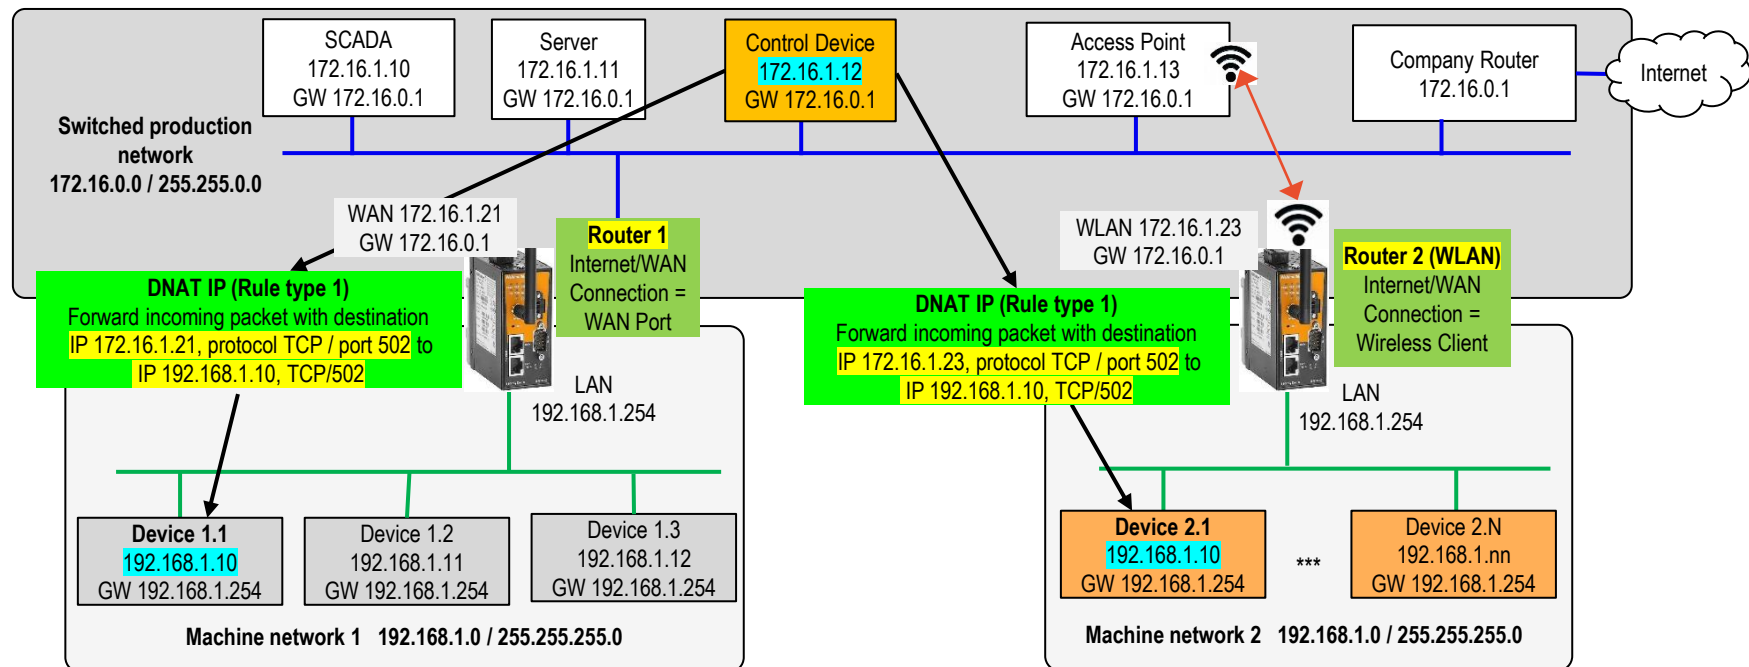 SCADA
172.16.1.10
GW 172.16.0.1
Server
172.16.1.11
GW 172.16.0.1
Control Device
172.16.1.12
GW 172.16.0.1
Access Point
172.16.1.13
GW 172.16.0.1
Company Router
172.16.0.1
Internet
Switched production
network
172.16.0.0 / 255.255.0.0
WAN 172.16.1.21
GW 172.16.0.1
Router 1
Internet/WAN
Connection =
WAN Port
WLAN 172.16.1.23
GW 172.16.0.1
Router 2 (WLAN)
Internet/WAN
Connection =
Wireless Client
DNAT IP (Rule type 1)
Forward incoming packet with destination
IP 172.16.1.21, protocol TCP / port 502 to
IP 192.168.1.10, TCP/502
DNAT IP (Rule type 1)
Forward incoming packet with destination
IP 172.16.1.23, protocol TCP / port 502 to
IP 192.168.1.10, TCP/502
LAN
192.168.1.254
LAN
192.168.1.254
Device 1.1
192.168.1.10
GW 192.168.1.254
Device 1.2
192.168.1.11
GW 192.168.1.254
Device 1.3
192.168.1.12
GW 192.168.1.254
Device 2.1
192.168.1.10
GW 192.168.1.254
***
Device 2.N
192.168.1.nn
GW 192.168.1.254
Machine network 1 192.168.1.0 / 255.255.255.0
Machine network 2 192.168.1.0 / 255.255.255.0